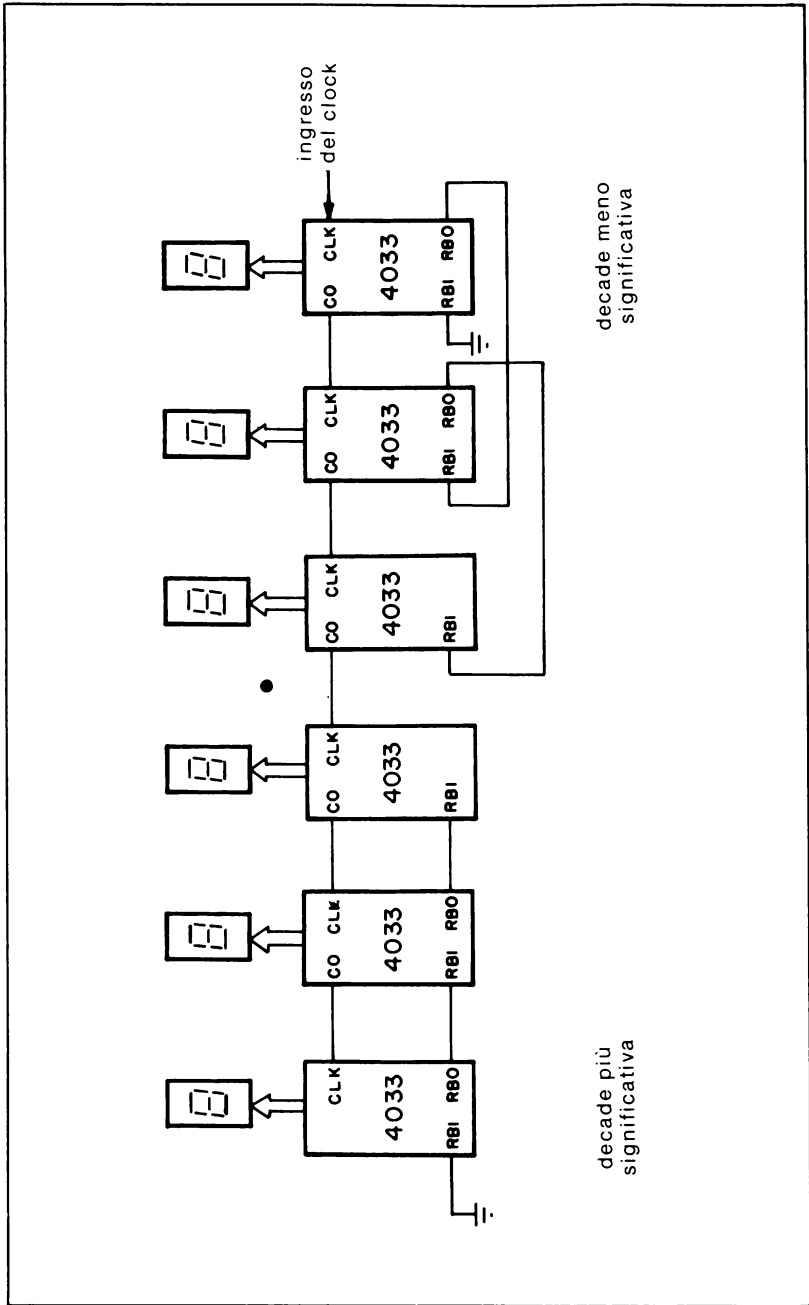 ingresso
del clock
CLK
4033
RBI RBO
CO CLK
4033
RBI RBO
CO CLK
4033
RBI
CO CLK
4033
RBI
CO CLK
4033
RBI RBO
CO CLK
4033
RBI RBO
decade più
significativa
decade meno
significativa